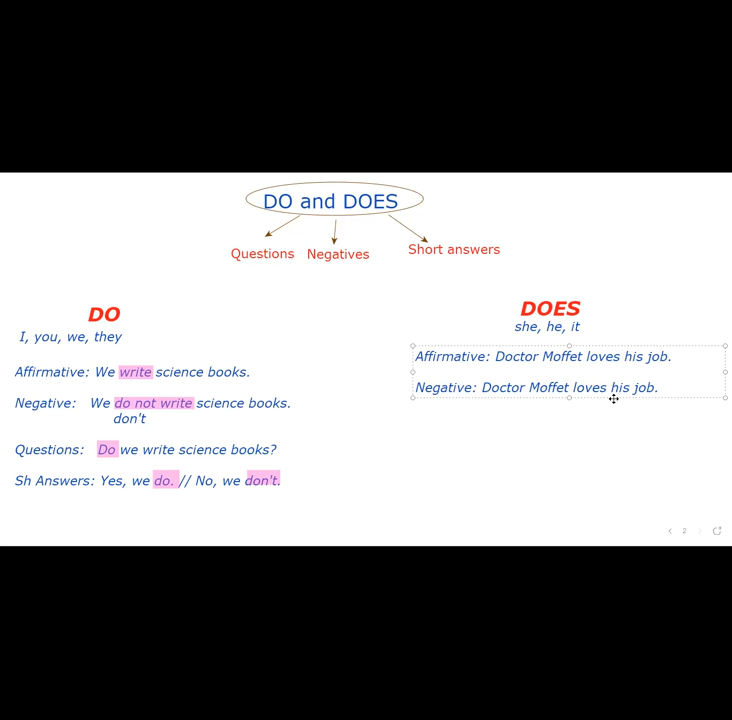 DO and DOES
Questions
Negatives
Short answers
DO
I, you, we, they
Affirmative: We write science books.
Negative: We do not write science books.
don't
Questions: Do we write science books?
Sh Answers: Yes, we do. // No, we don't.
DOES
she, he, it
Affirmative: Doctor Moffet loves his job.
Negative: Doctor Moffet loves his job.
2